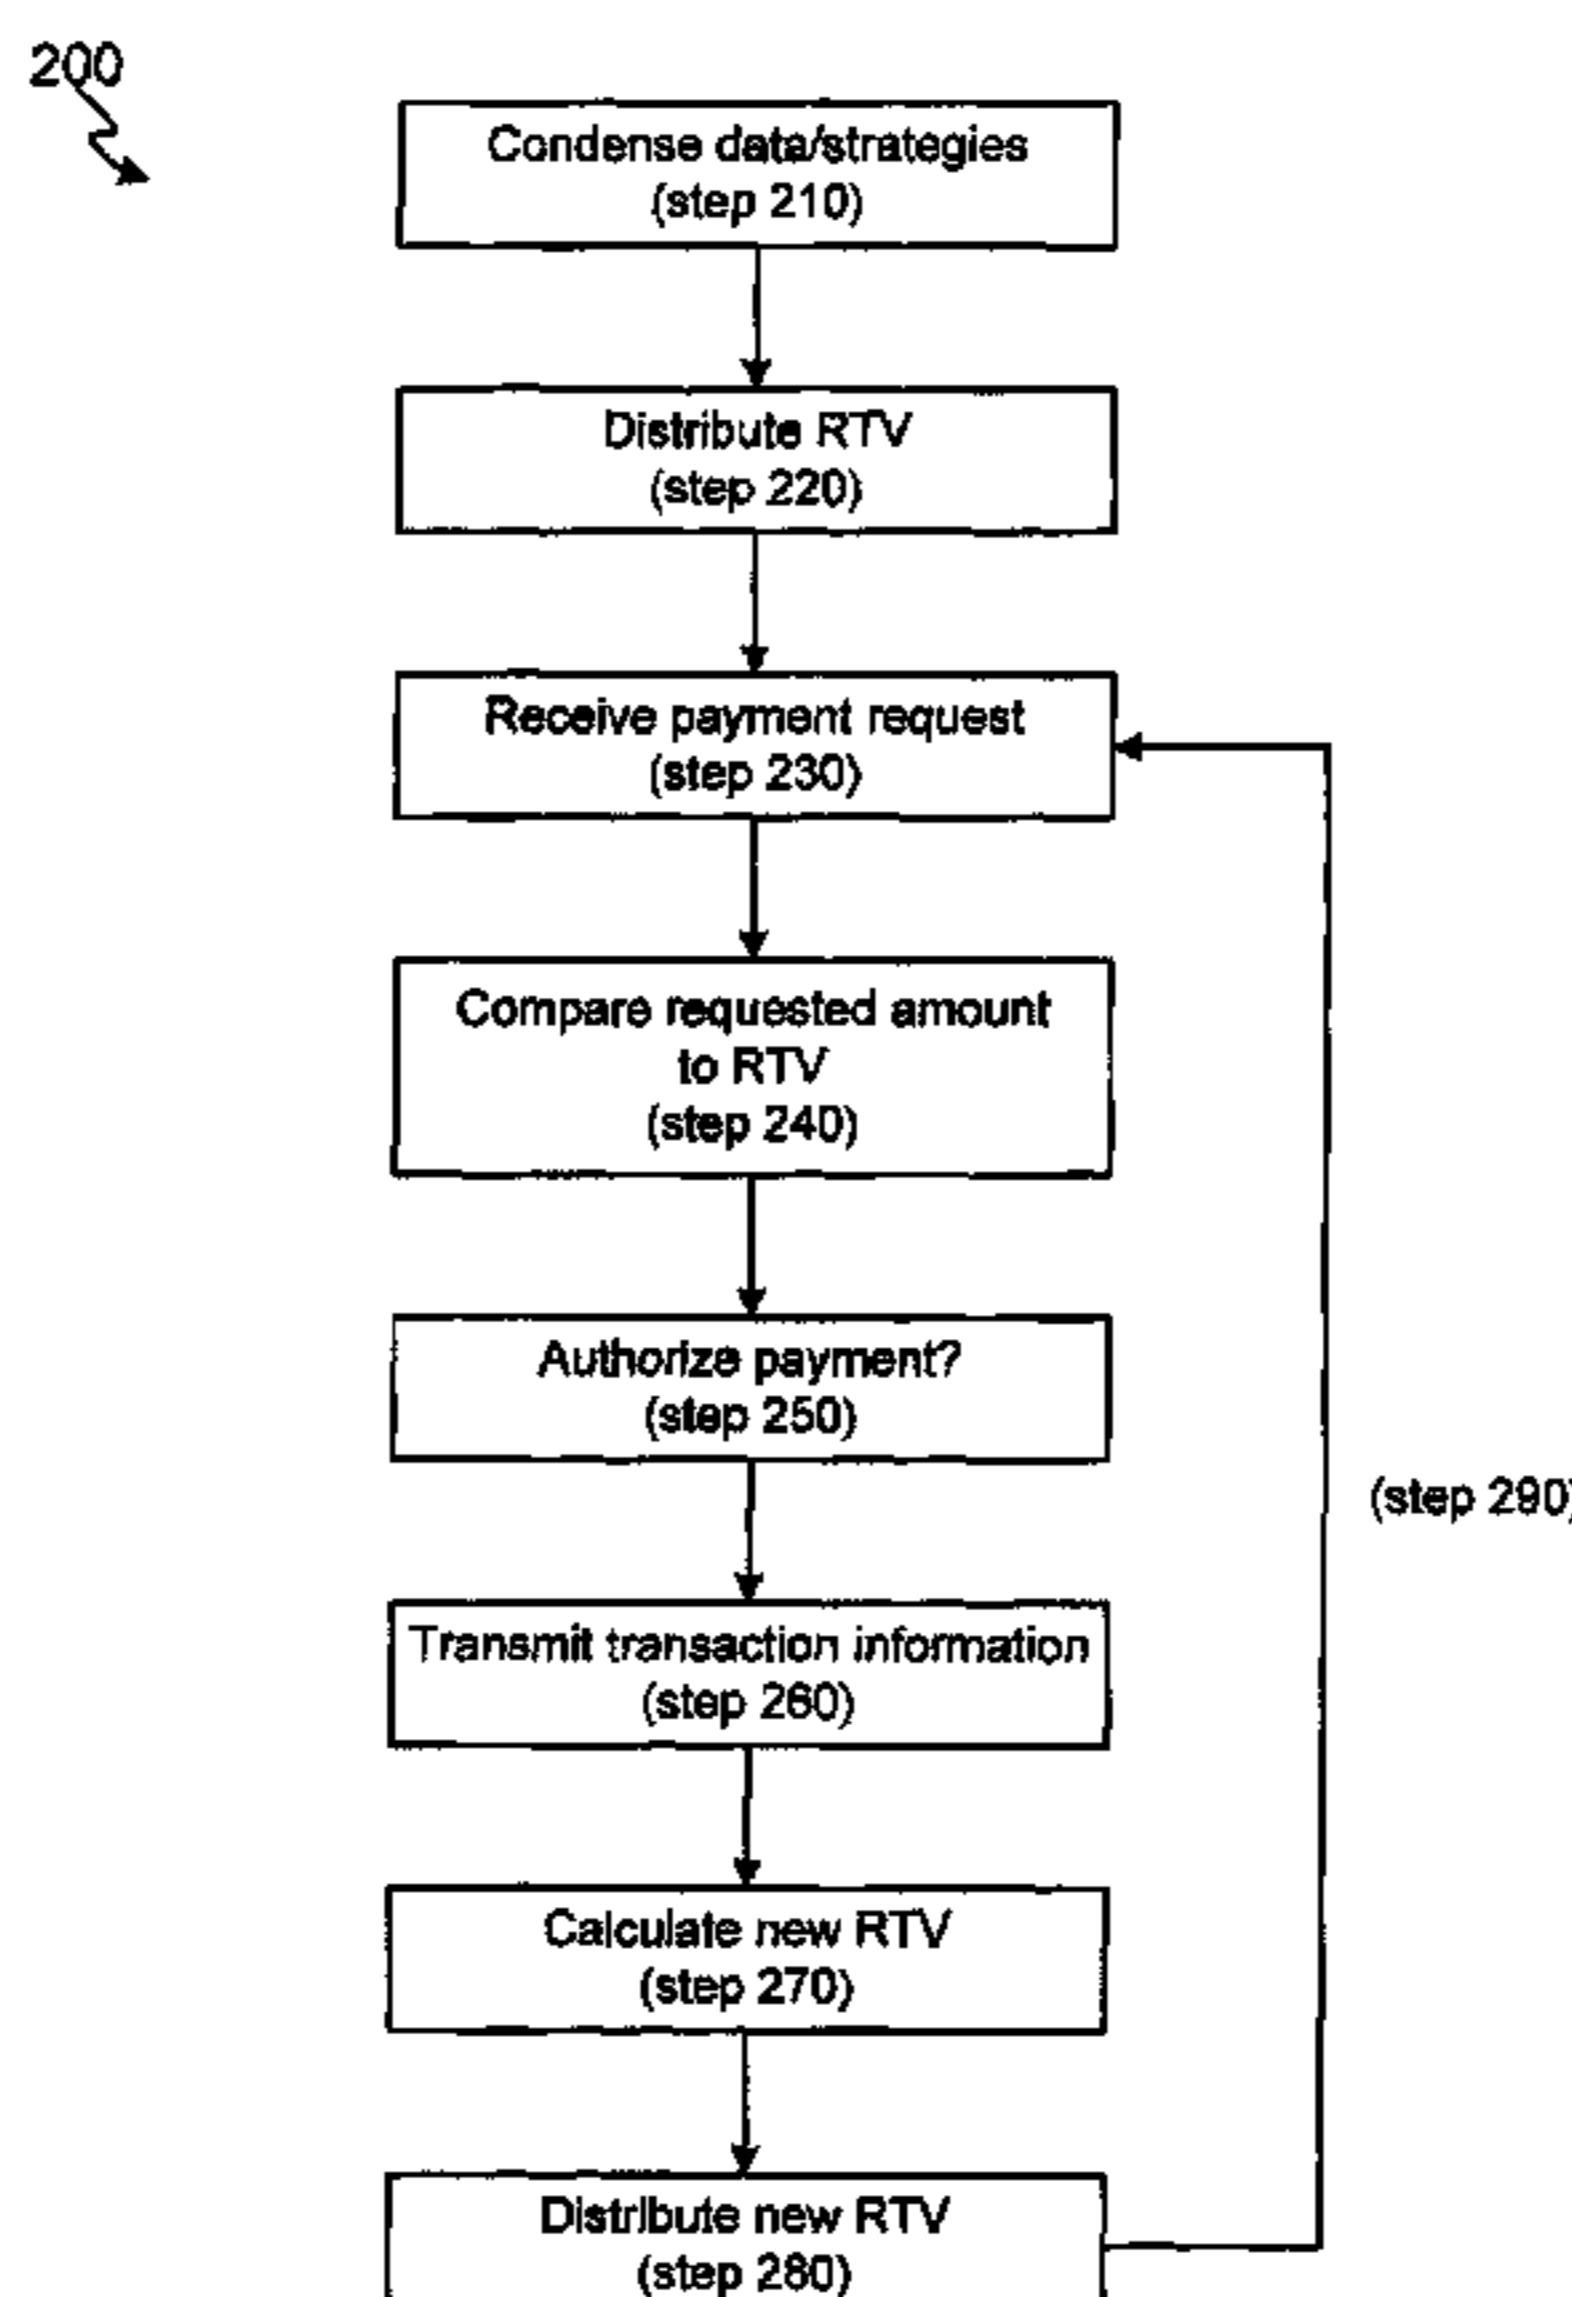 200
Condense data/strategies
(step 210)
Distribute RTV
(step 220)
Receive payment request
(step 230)
Compare requested amount
to RTV
(step 240)
Authorize payment?
(step 250)
(step 290)
Transmit transaction information
(step 260)
Calculate new RTV
(step 270)
Distribute new RTV
(step 280)